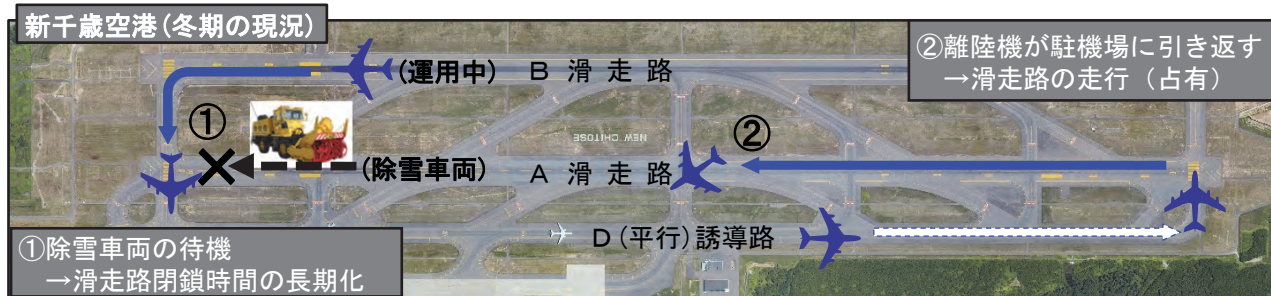 新千歳空港(冬期の現況)
②離陸機が駐機場に引き返す
→滑走路の走行（占有）
(運用中) B 滑 走 路
①
NEW CHITOSE
②
(除雪車両) A 滑 走 路
D(平行)誘導路
①除雪車両の待機
→滑走路閉鎖時間の長期化